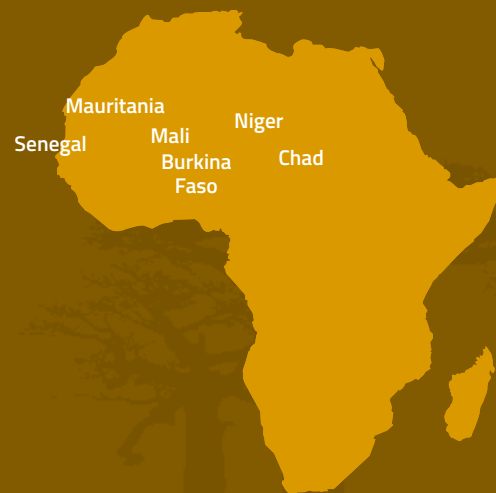 Mauritania
Niger
Senegal
Mali
Burkina
Faso
Chad